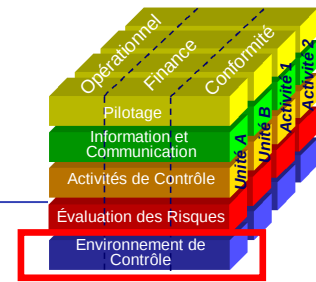 Opérationnel
Finance
Conformité
Pilotage
Information et
Communication
Activités de Contrôle
Évaluation des Risques
Environnement de
Contrôle
Unité A
Unité B
Activité 1
Activité 2